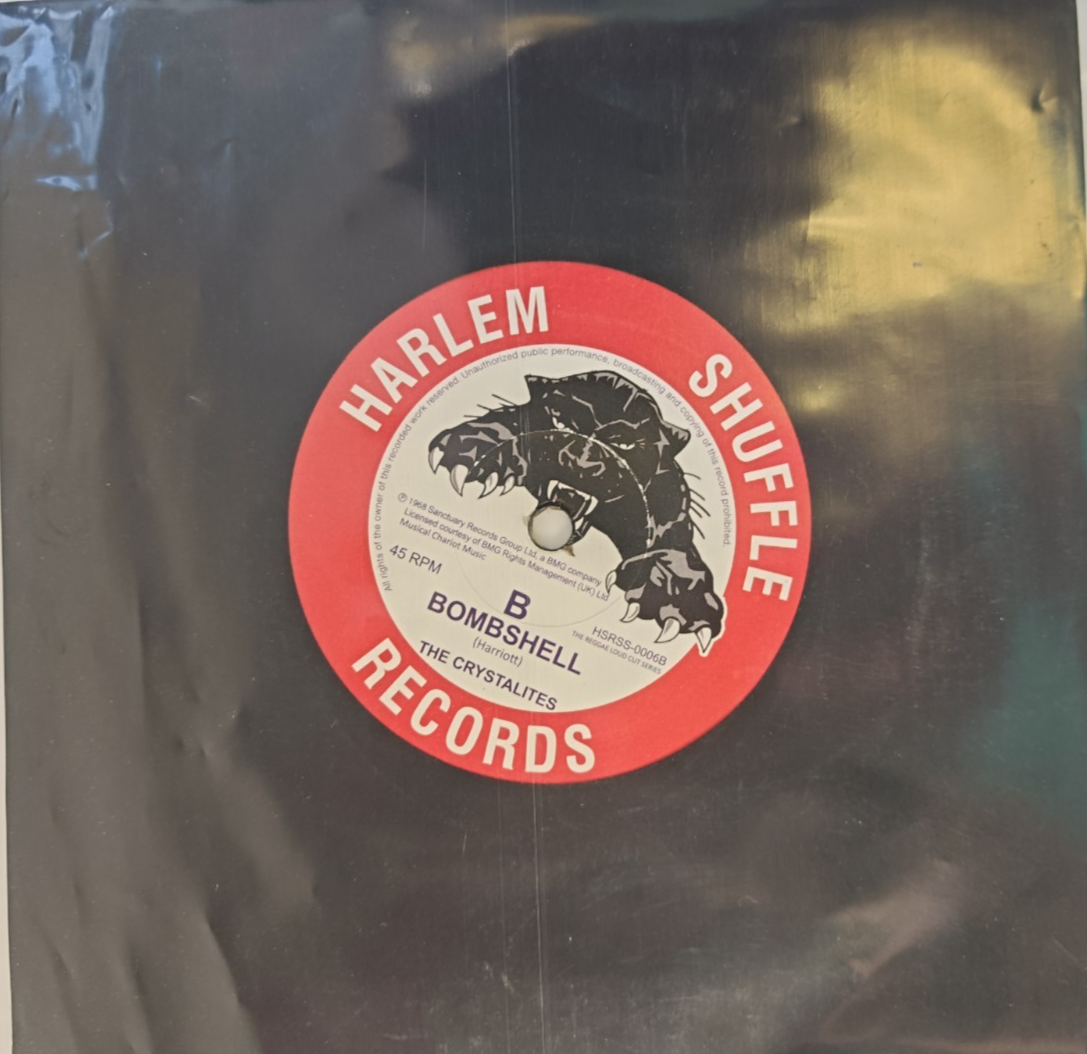 HARLEM
SHUFFLE
RECORDS
All rights of the owner of this recorded work reserved. Unauthorized public performance, broadcasting and copying of this record prohibited.
℗ 1968 Sanctuary Records Group Ltd, a BMG company
Licensed courtesy of BMG Rights Management (UK) Ltd
Musical Chariot Music
45 RPM
B
BOMBSHELL
(Harriott)
THE CRYSTALITES
HSRSS-0006B
THE REGGAE LOUD CUT SERIES